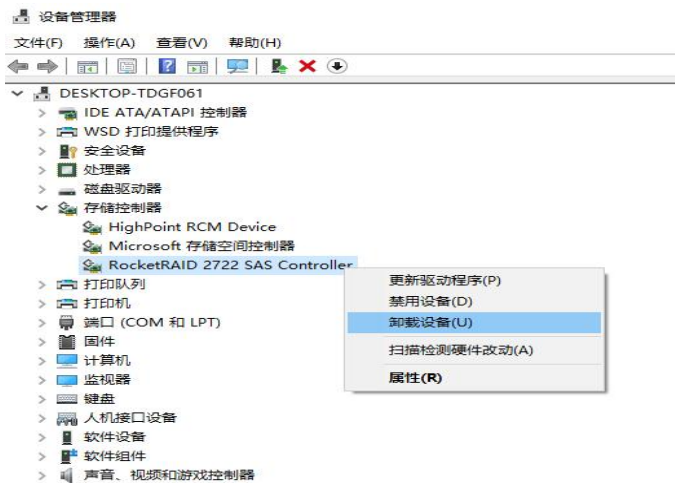 设备管理器
文件(F) 操作(A) 查看(V) 帮助(H)
DESKTOP-TDGF061
IDE ATA/ATAPI 控制器
WSD 打印提供程序
安全设备
处理器
磁盘驱动器
存储控制器
HighPoint RCM Device
Microsoft 存储空间控制器
RocketRAID 2722 SAS Controller
打印队列
打印机
端口 (COM 和 LPT)
固件
计算机
监视器
键盘
人机接口设备
软件设备
软件组件
声音、视频和游戏控制器
更新驱动程序(P)
禁用设备(D)
卸载设备(U)
扫描检测硬件改动(A)
属性(R)